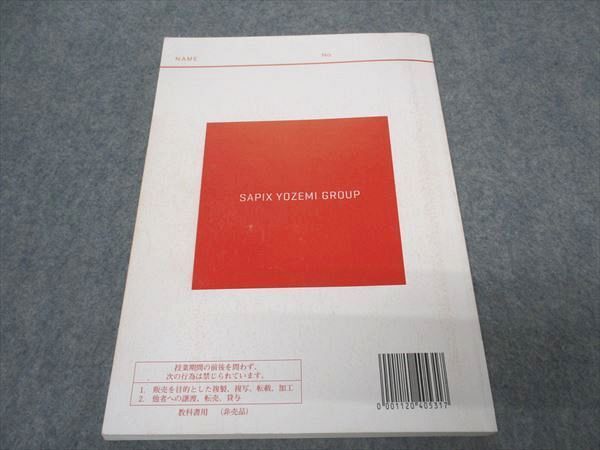 NAME
No
SAPIX YOZEMI GROUP
授業期間の前後を問わず、
次の行為は禁じられています。
1. 販売を目的とした複製、複写、転載、加工
2. 他者への譲渡、転売、貸与
教科書用 (非売品)
0 001120 405317